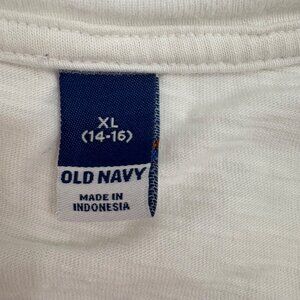 XL
(14-16)
OLD NAVY
MADE IN
INDONESIA